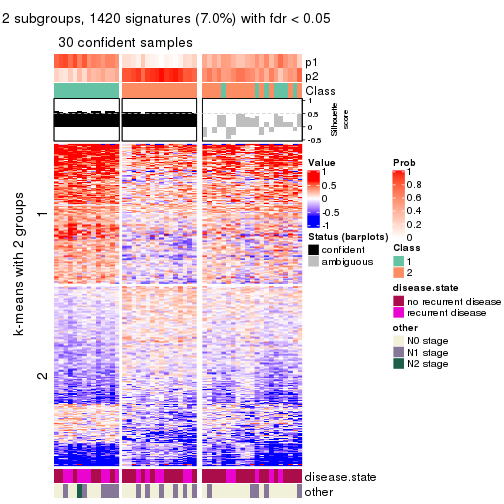 2 subgroups, 1420 signatures (7.0%) with fdr < 0.05
30 confident samples
p1
p2
Class
1
0.5
0
-0.5
Silhouette
score
k-means with 2 groups
1
2
Value
1
0.5
0
-0.5
-1
Status (barplots)
confident
ambiguous
Prob
1
0.8
0.6
0.4
0.2
0
Class
1
2
disease.state
no recurrent disease
recurrent disease
other
N0 stage
N1 stage
N2 stage
disease.state
other